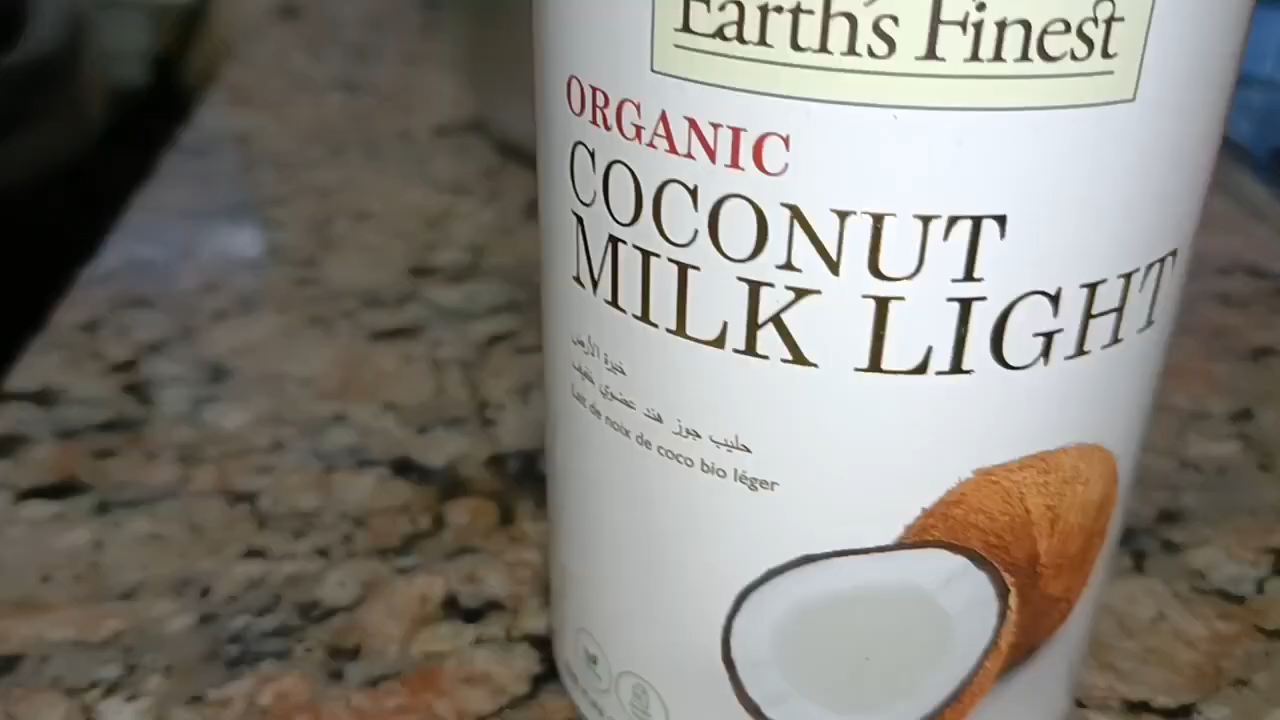 Earth's Finest
ORGANIC
COCONUT
MILK LIGHT
خيرة الأرض
حليب جوز هند عضوي خفيف
Lait de noix de coco bio léger